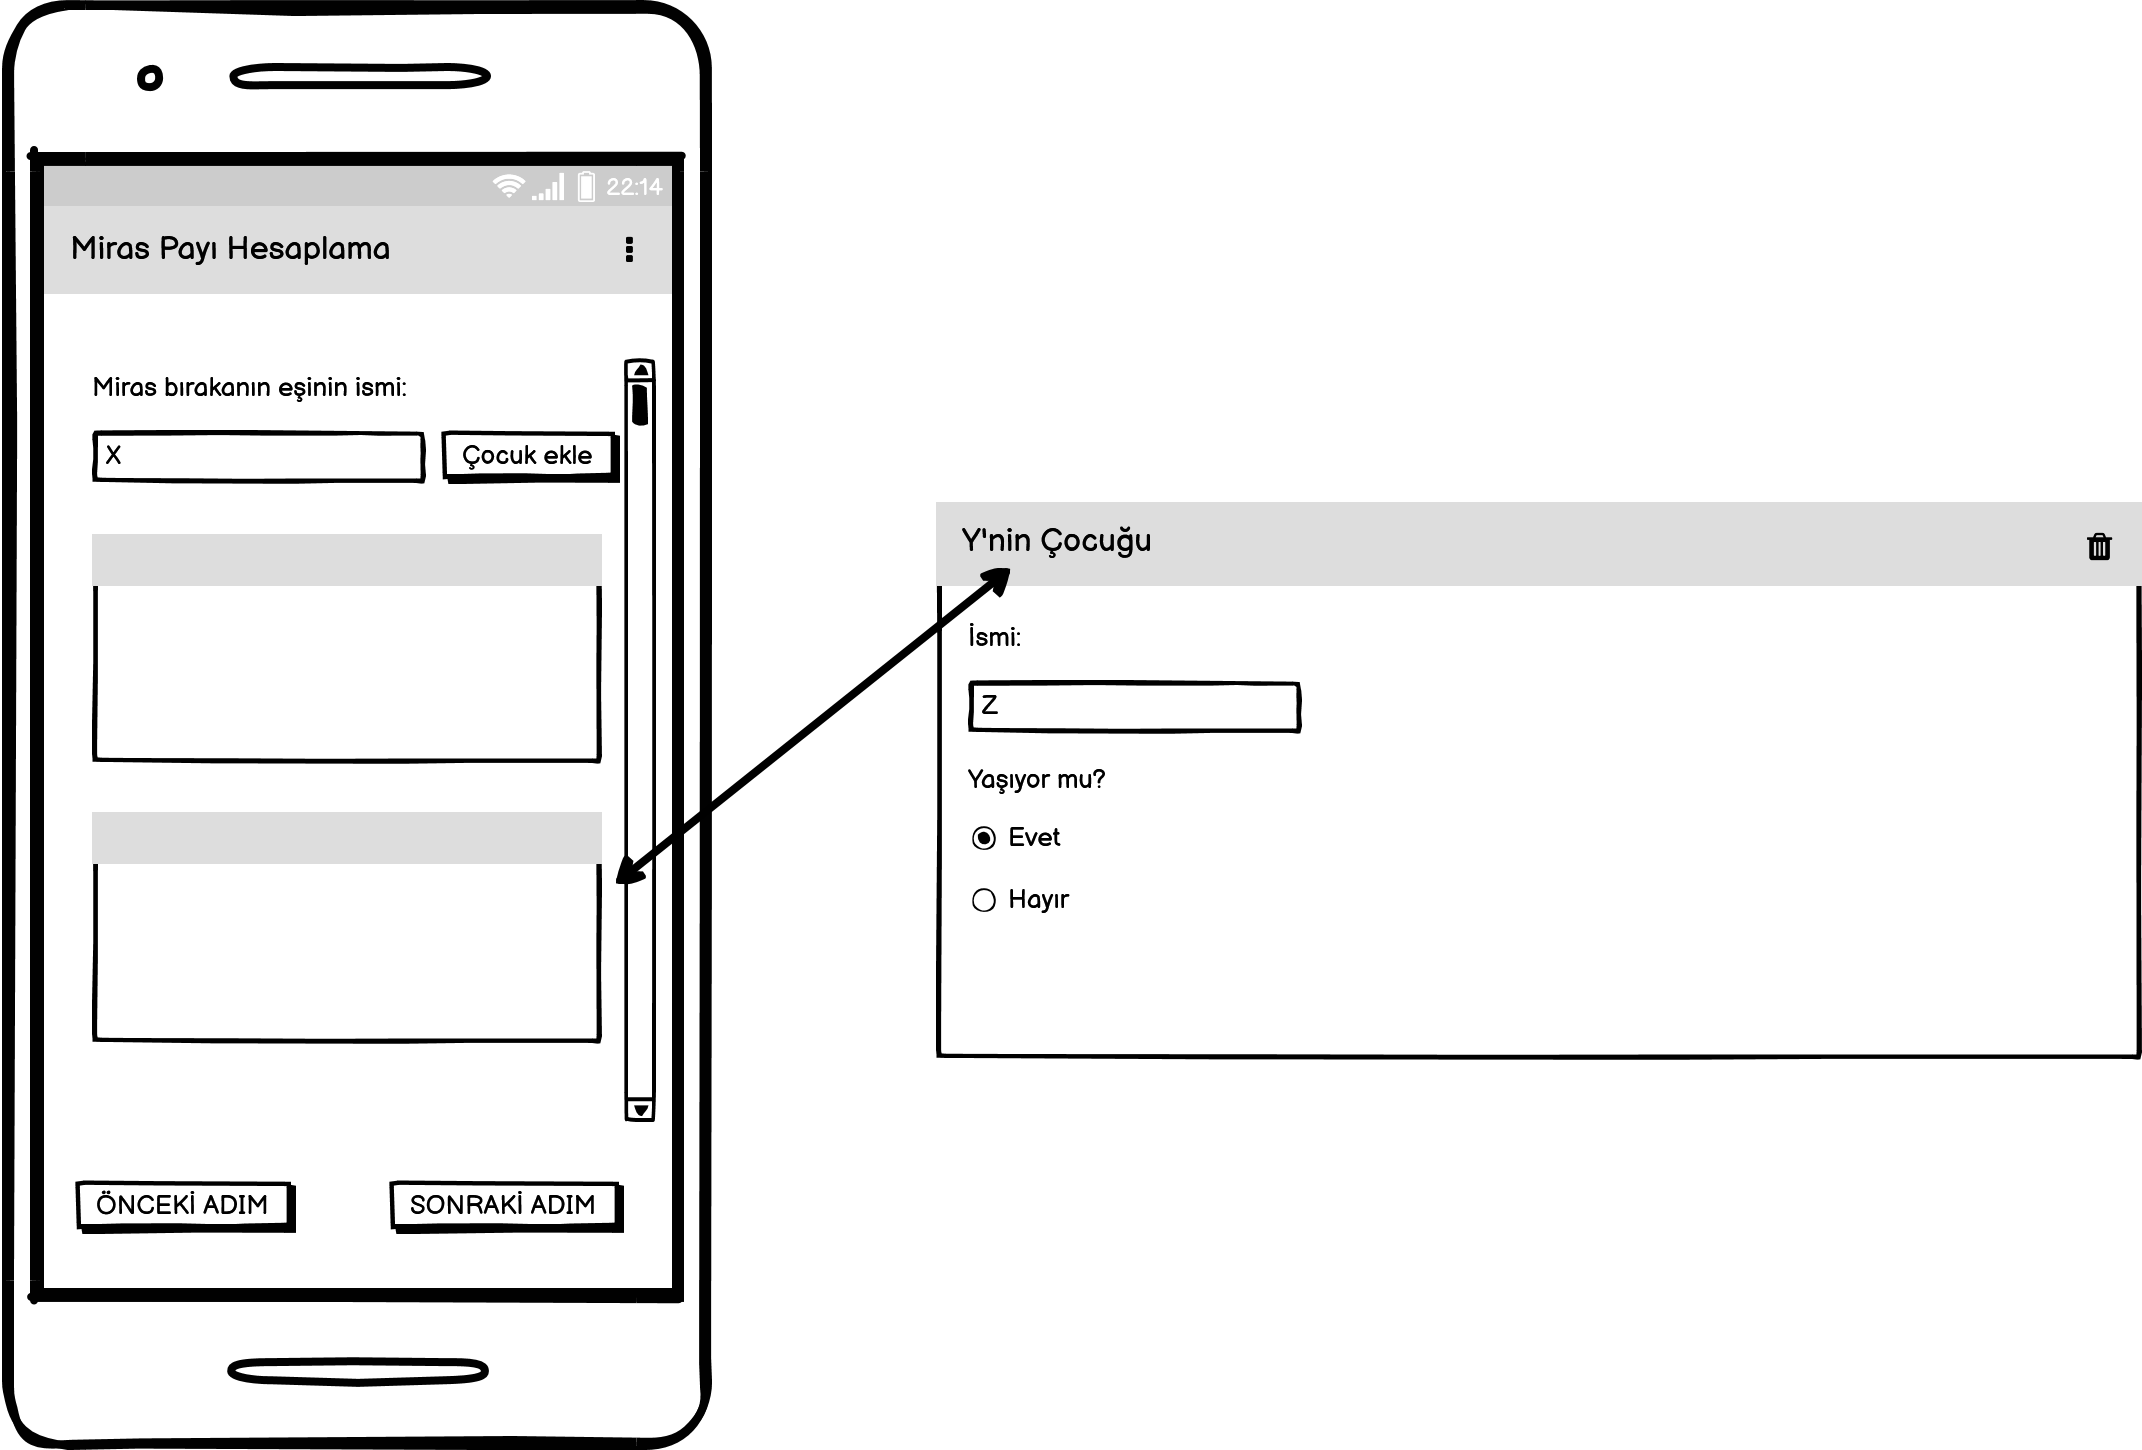 22:14
Miras Payı Hesaplama
Miras bırakanın eşinin ismi:
X
Çocuk ekle
ÖNCEKİ ADIM
SONRAKİ ADIM
Y'nin Çocuğu
İsmi:
Z
Yaşıyor mu?
Evet
Hayır